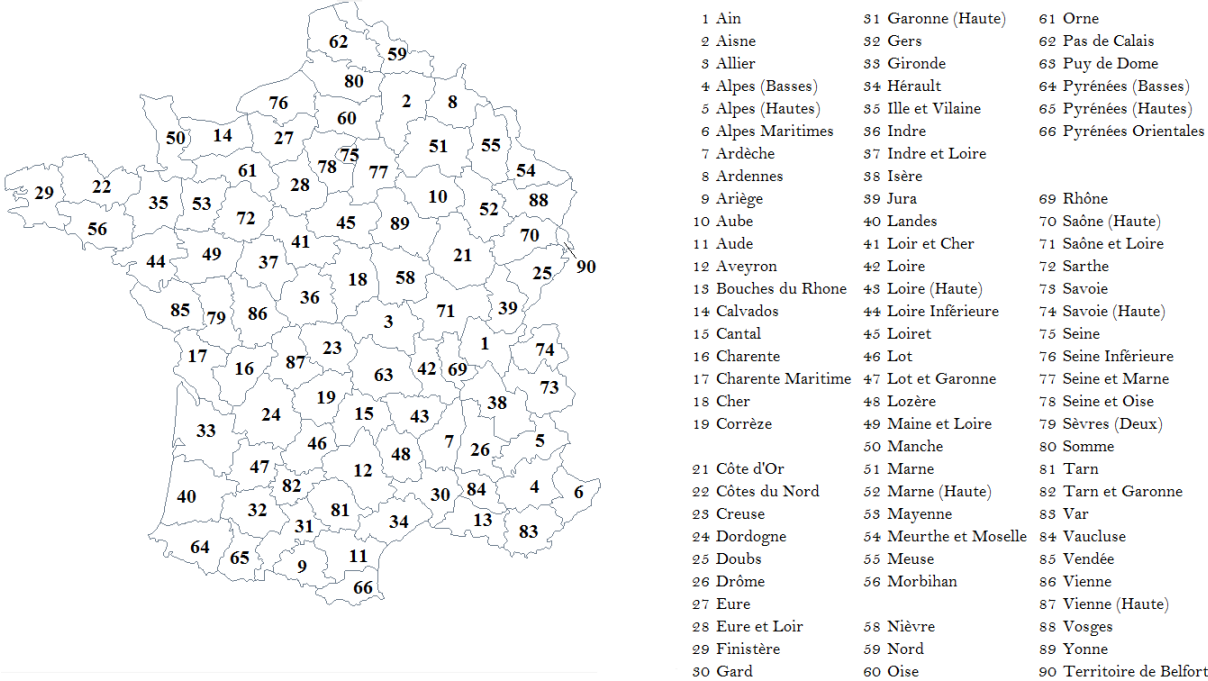 62
59
80
76
2
8
60
50
14
27
51
55
75
78
77
54
61
28
29
22
35
53
10
88
52
72
45
89
56
70
41
21
49
44
37
90
25
18
58
36
85
79
86
71
39
3
1
23
74
17
87
16
42
69
63
73
19
38
24
15
43
33
46
7
26
5
48
47
12
82
84
4
6
40
30
32
81
31
34
13
83
64
65
11
9
66
1 Ain
2 Aisne
3 Allier
4 Alpes (Basses)
5 Alpes (Hautes)
6 Alpes Maritimes
7 Ardèche
8 Ardennes
9 Ariège
10 Aube
11 Aude
12 Aveyron
13 Bouches du Rhone
14 Calvados
15 Cantal
16 Charente
17 Charente Maritime
18 Cher
19 Corrèze
21 Côte d'Or
22 Côtes du Nord
23 Creuse
24 Dordogne
25 Doubs
26 Drôme
27 Eure
28 Eure et Loir
29 Finistère
30 Gard
31 Garonne (Haute)
32 Gers
33 Gironde
34 Hérault
35 Ille et Vilaine
36 Indre
37 Indre et Loire
38 Isère
39 Jura
40 Landes
41 Loir et Cher
42 Loire
43 Loire (Haute)
44 Loire Inférieure
45 Loiret
46 Lot
47 Lot et Garonne
48 Lozère
49 Maine et Loire
50 Manche
51 Marne
52 Marne (Haute)
53 Mayenne
54 Meurthe et Moselle
55 Meuse
56 Morbihan
58 Nièvre
59 Nord
60 Oise
61 Orne
62 Pas de Calais
63 Puy de Dome
64 Pyrénées (Basses)
65 Pyrénées (Hautes)
66 Pyrénées Orientales
69 Rhône
70 Saône (Haute)
71 Saône et Loire
72 Sarthe
73 Savoie
74 Savoie (Haute)
75 Seine
76 Seine Inférieure
77 Seine et Marne
78 Seine et Oise
79 Sèvres (Deux)
80 Somme
81 Tarn
82 Tarn et Garonne
83 Var
84 Vaucluse
85 Vendée
86 Vienne
87 Vienne (Haute)
88 Vosges
89 Yonne
90 Territoire de Belfort